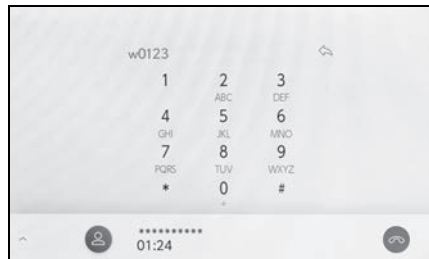 w0123
1 2 3
ABC DEF
4 5 6
GHI JKL MNO
7 8 9
PQRS TUV WXYZ
* 0 #
+
**********
01:24